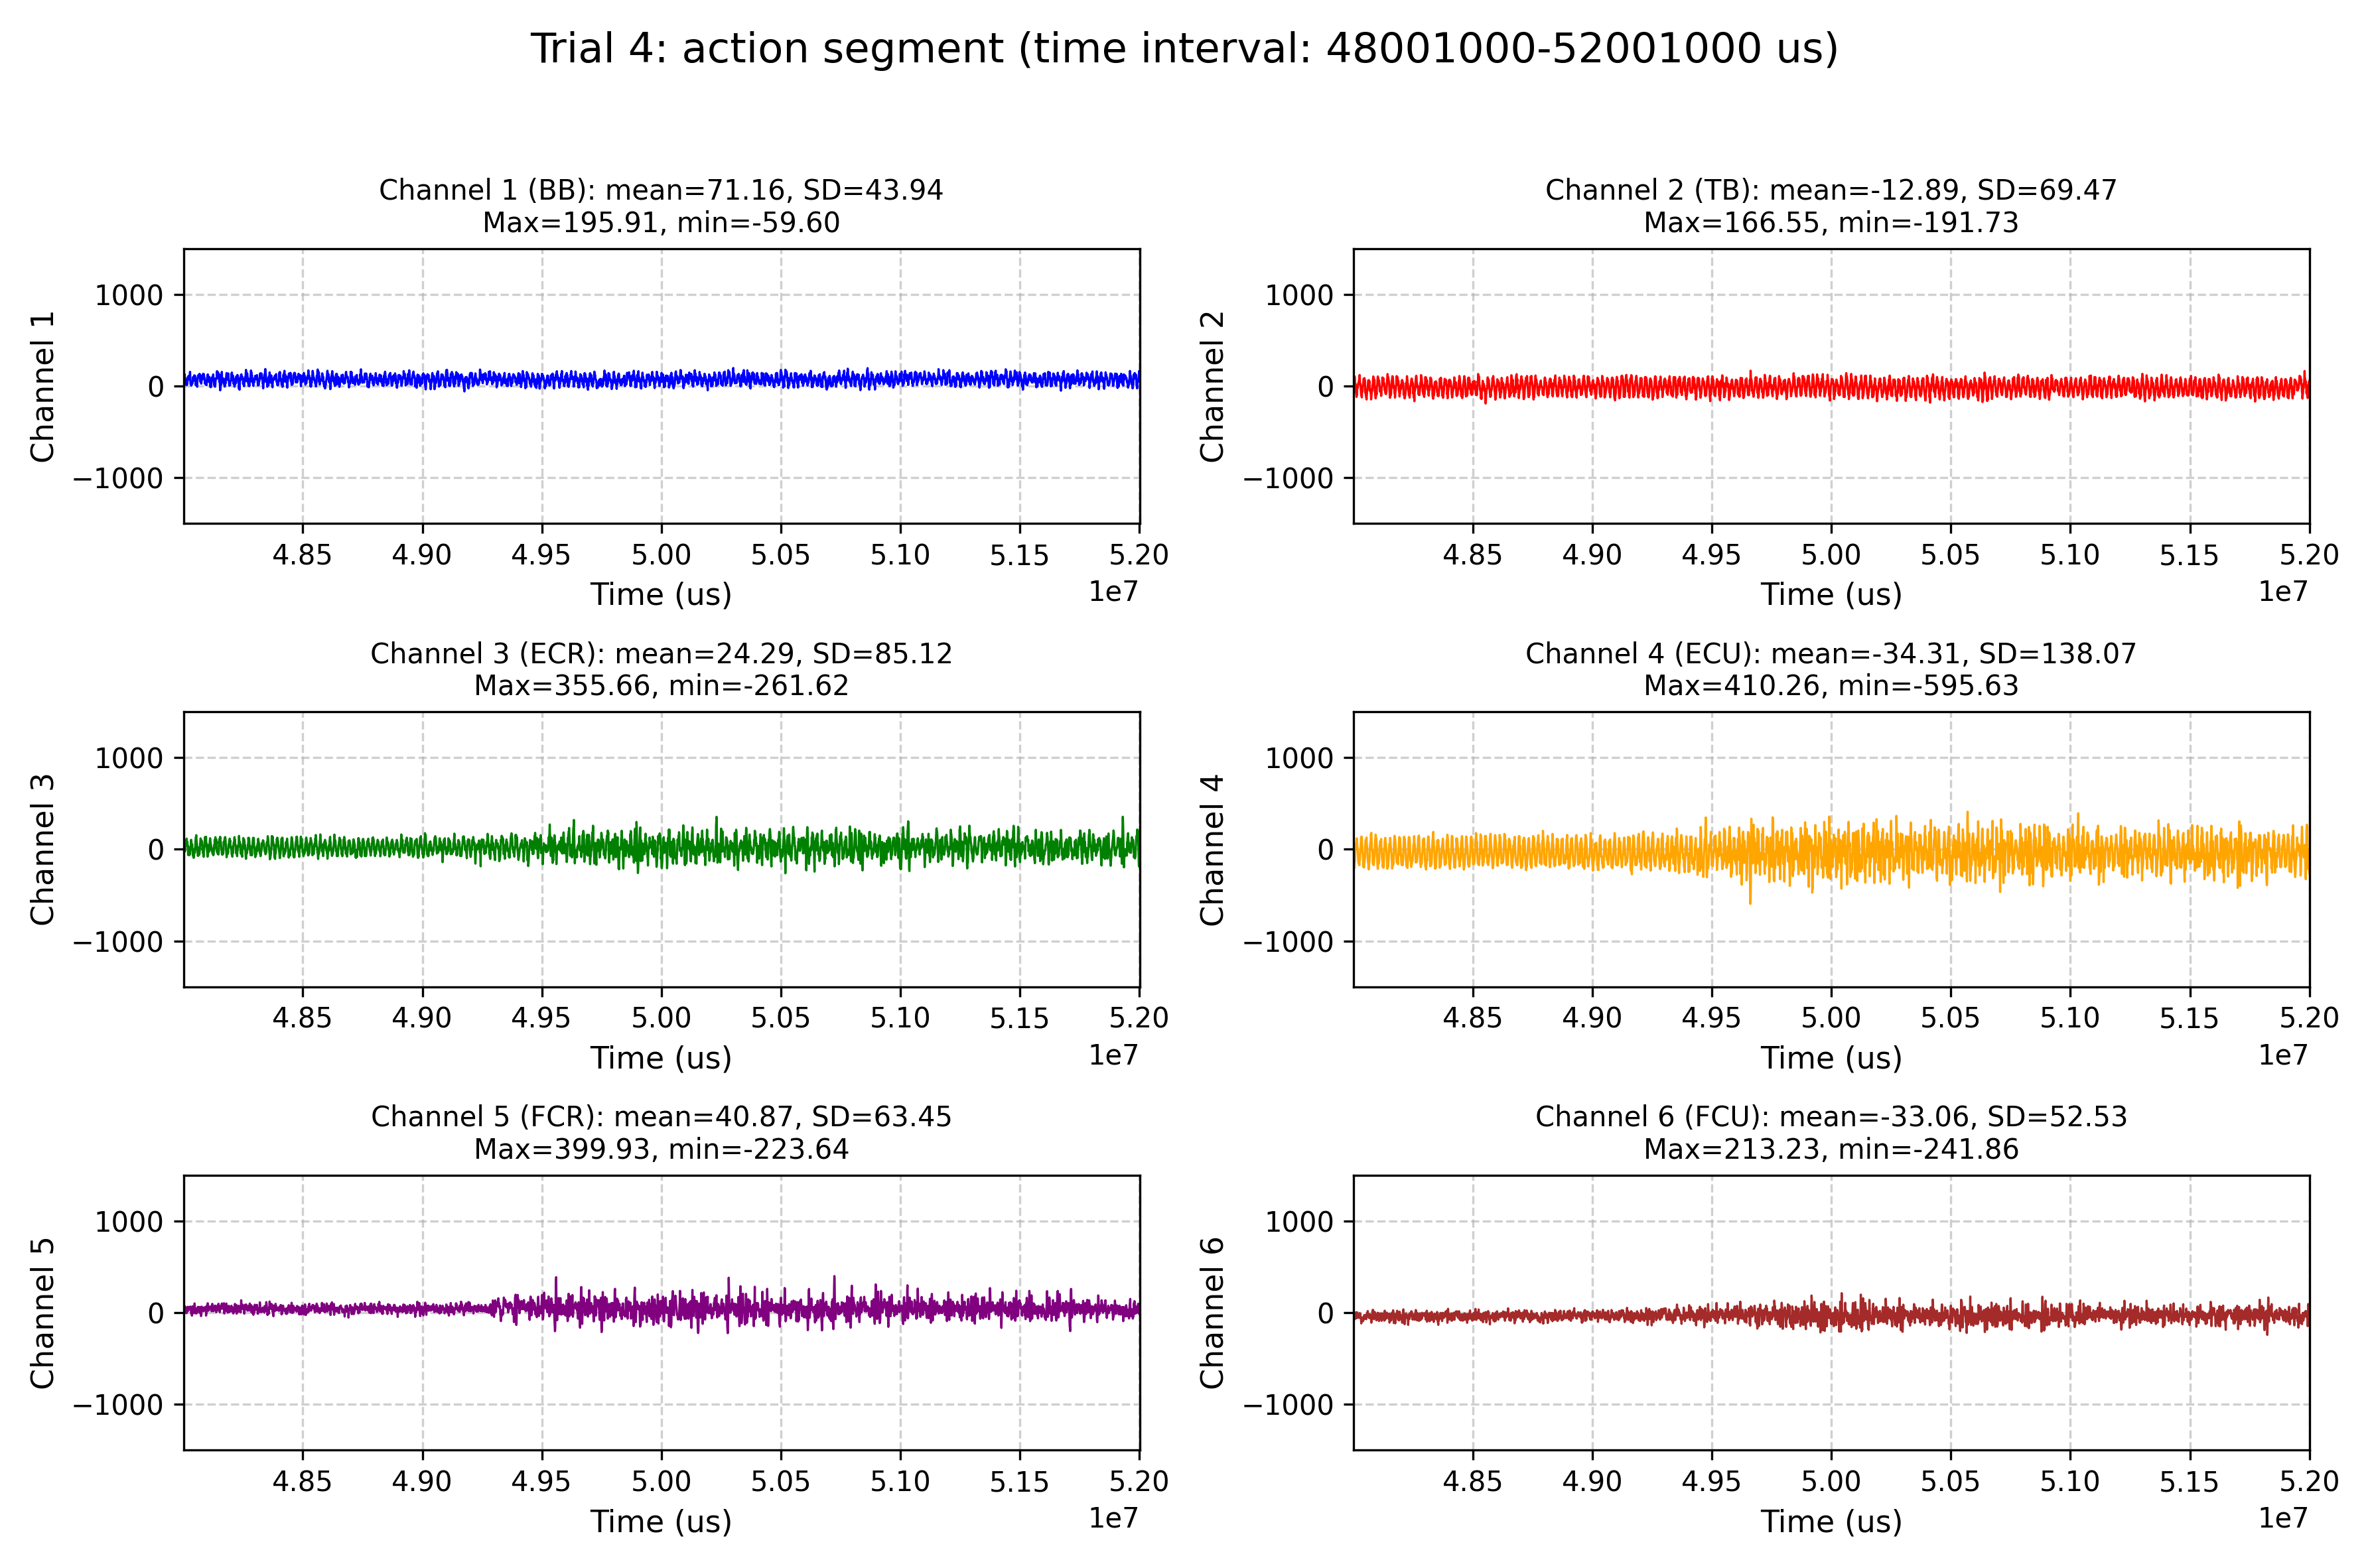 Trial 4: action segment (time interval: 48001000-52001000 us)
Channel 1 (BB): mean=71.16, SD=43.94
Max=195.91, min=-59.60
Channel 1
1000
0
−1000
4.85 4.90 4.95 5.00 5.05 5.10 5.15 5.20
Time (us)
1e7
Channel 2 (TB): mean=-12.89, SD=69.47
Max=166.55, min=-191.73
Channel 2
1000
0
−1000
4.85 4.90 4.95 5.00 5.05 5.10 5.15 5.20
Time (us)
1e7
Channel 3 (ECR): mean=24.29, SD=85.12
Max=355.66, min=-261.62
Channel 3
1000
0
−1000
4.85 4.90 4.95 5.00 5.05 5.10 5.15 5.20
Time (us)
1e7
Channel 4 (ECU): mean=-34.31, SD=138.07
Max=410.26, min=-595.63
Channel 4
1000
0
−1000
4.85 4.90 4.95 5.00 5.05 5.10 5.15 5.20
Time (us)
1e7
Channel 5 (FCR): mean=40.87, SD=63.45
Max=399.93, min=-223.64
Channel 5
1000
0
−1000
4.85 4.90 4.95 5.00 5.05 5.10 5.15 5.20
Time (us)
1e7
Channel 6 (FCU): mean=-33.06, SD=52.53
Max=213.23, min=-241.86
Channel 6
1000
0
−1000
4.85 4.90 4.95 5.00 5.05 5.10 5.15 5.20
Time (us)
1e7